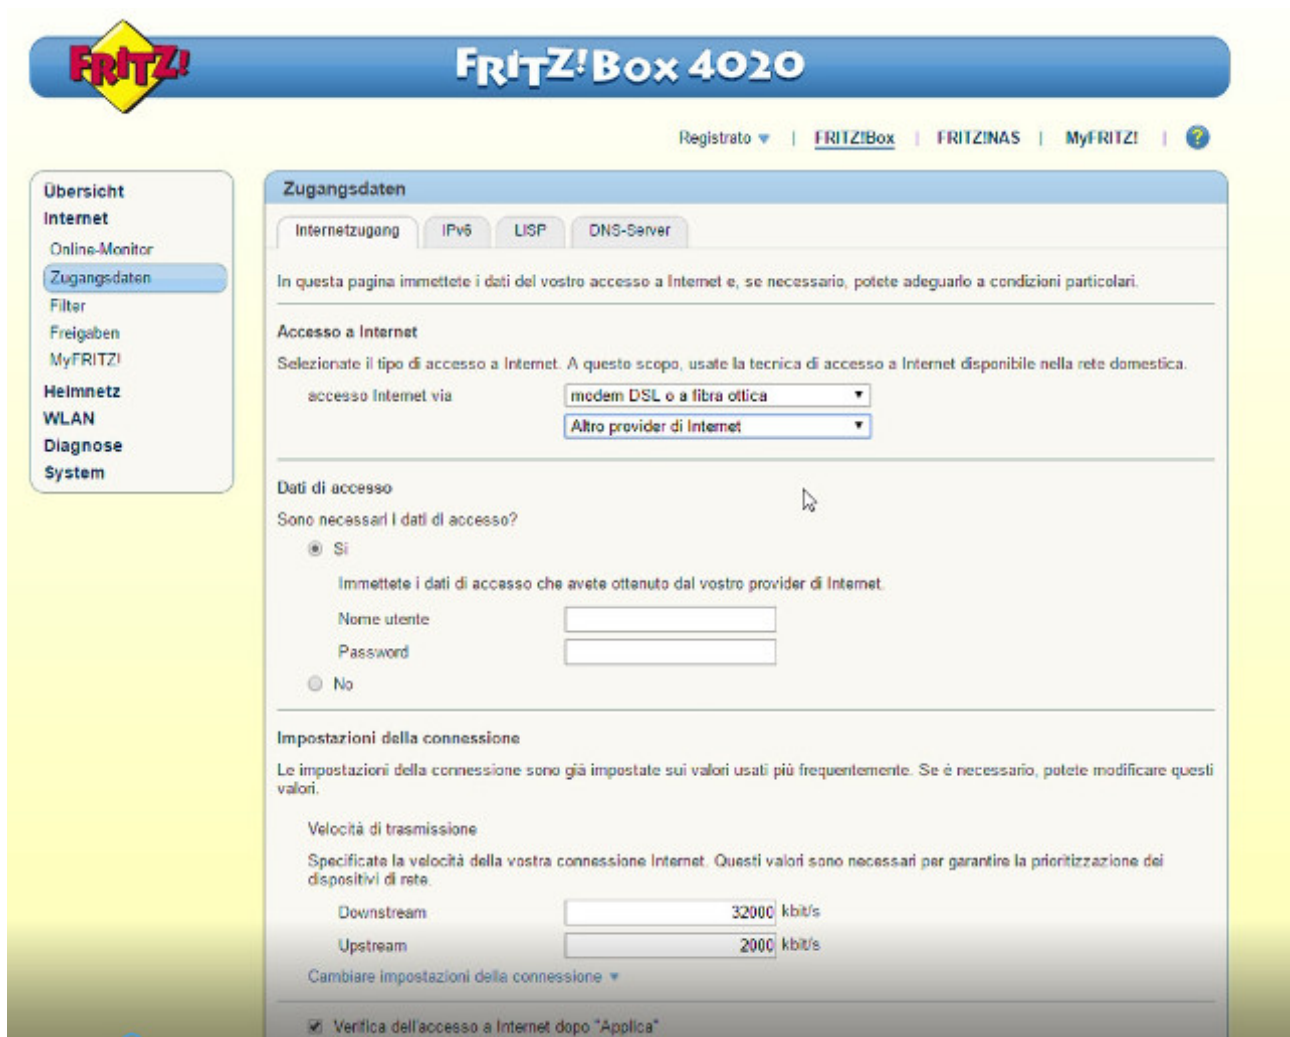 FRITZ!
FRITZ!Box 4020
Registrato | FRITZ!Box | FRITZ!NAS | MyFRITZ! | ?
Übersicht
Internet
Online-Monitor
Zugangsdaten
Filter
Freigaben
MyFRITZ!
Heimnetz
WLAN
Diagnose
System
Zugangsdaten
Internetzugang IPv6 LISP DNS-Server
In questa pagina immettete i dati del vostro accesso a Internet e, se necessario, potete adeguarlo a condizioni particolari.
Accesso a Internet
Selezionate il tipo di accesso a Internet. A questo scopo, usate la tecnica di accesso a Internet disponibile nella rete domestica.
accesso Internet via modem DSL o a fibra ottica
Altro provider di Internet
Dati di accesso
Sono necessari i dati di accesso?
Sì
Immettete i dati di accesso che avete ottenuto dal vostro provider di Internet.
Nome utente
Password
No
Impostazioni della connessione
Le impostazioni della connessione sono già impostate sui valori usati più frequentemente. Se è necessario, potete modificare questi
valori.
Velocità di trasmissione
Specificate la velocità della vostra connessione Internet. Questi valori sono necessari per garantire la prioritizzazione dei
dispositivi di rete.
Downstream 32000 kbit/s
Upstream 2000 kbit/s
Cambiare impostazioni della connessione
Verifica dell'accesso a Internet dopo "Applica"